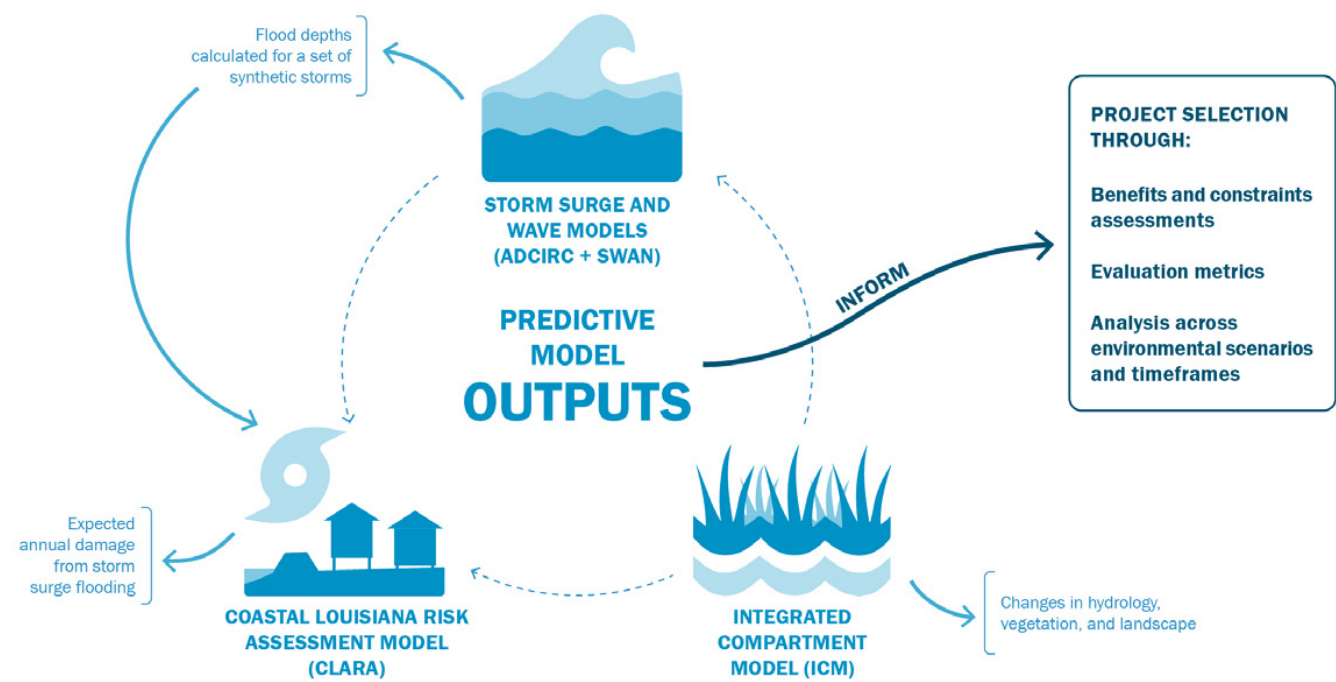 Flood depths
calculated for a set of
synthetic storms
STORM SURGE AND
WAVE MODELS
(ADCIRC + SWAN)
PREDICTIVE
MODEL
OUTPUTS
INFORM
PROJECT SELECTION
THROUGH:
Benefits and constraints
assessments
Evaluation metrics
Analysis across
environmental scenarios
and timeframes
Expected
annual damage
from storm
surge flooding
COASTAL LOUISIANA RISK
ASSESSMENT MODEL
(CLARA)
INTEGRATED
COMPARTMENT
MODEL (ICM)
Changes in hydrology,
vegetation, and landscape